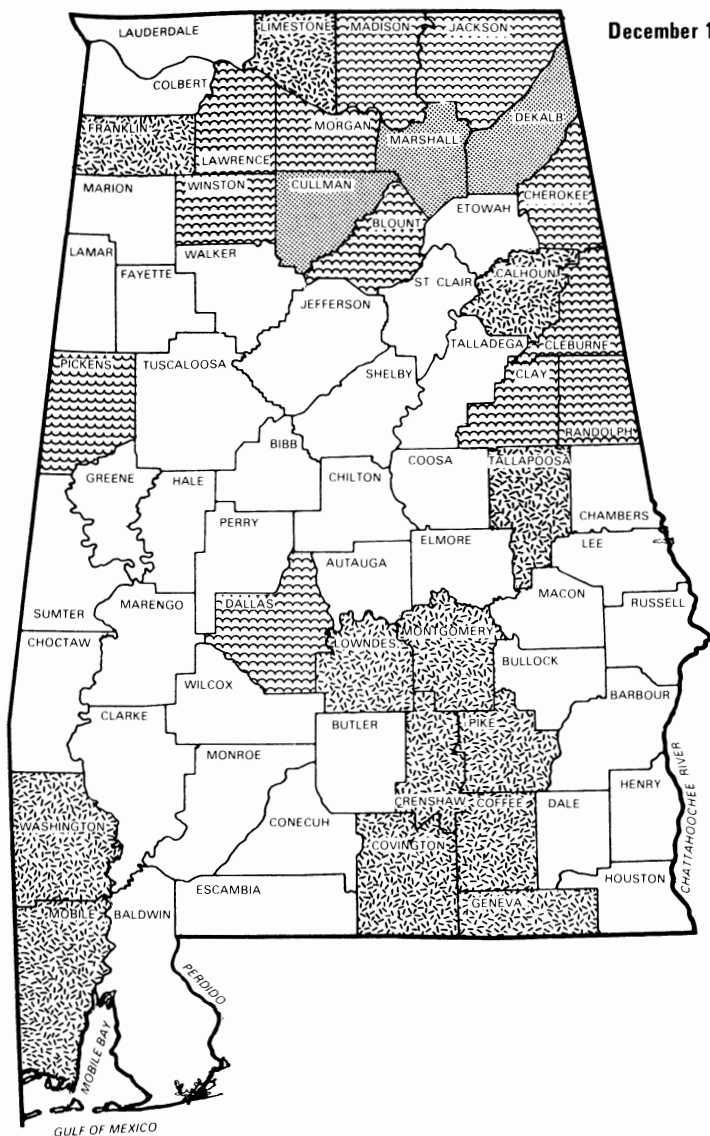 December 1
LAUDERDALE
LIMESTONE
MADISON
JACKSON
COLBERT
FRANKLIN
LAWRENCE
MORGAN
MARSHALL
DEKALB
MARION
WINSTON
CULLMAN
BLOUNT
ETOWAH
CHEROKEE
LAMAR
FAYETTE
WALKER
JEFFERSON
ST CLAIR
CALHOUN
PICKENS
TUSCALOOSA
SHELBY
TALLADEGA
CLEBURNE
CLAY
RANDOLPH
GREENE
HALE
BIBB
CHILTON
COOSA
TALLAPOOSA
CHAMBERS
PERRY
AUTAUGA
ELMORE
LEE
SUMTER
MARENGO
DALLAS
LOWNDES
MONTGOMERY
MACON
RUSSELL
CHOCTAW
WILCOX
BULLOCK
BARBOUR
CLARKE
MONROE
BUTLER
CRENSHAW
PIKE
COFFEE
DALE
HENRY
WASHINGTON
CONECUH
COVINGTON
HOUSTON
CHATTAHOOCHEE RIVER
MOBILE
BALDWIN
ESCAMBIA
GENEVA
PERDIDO
MOBILE BAY
GULF OF MEXICO